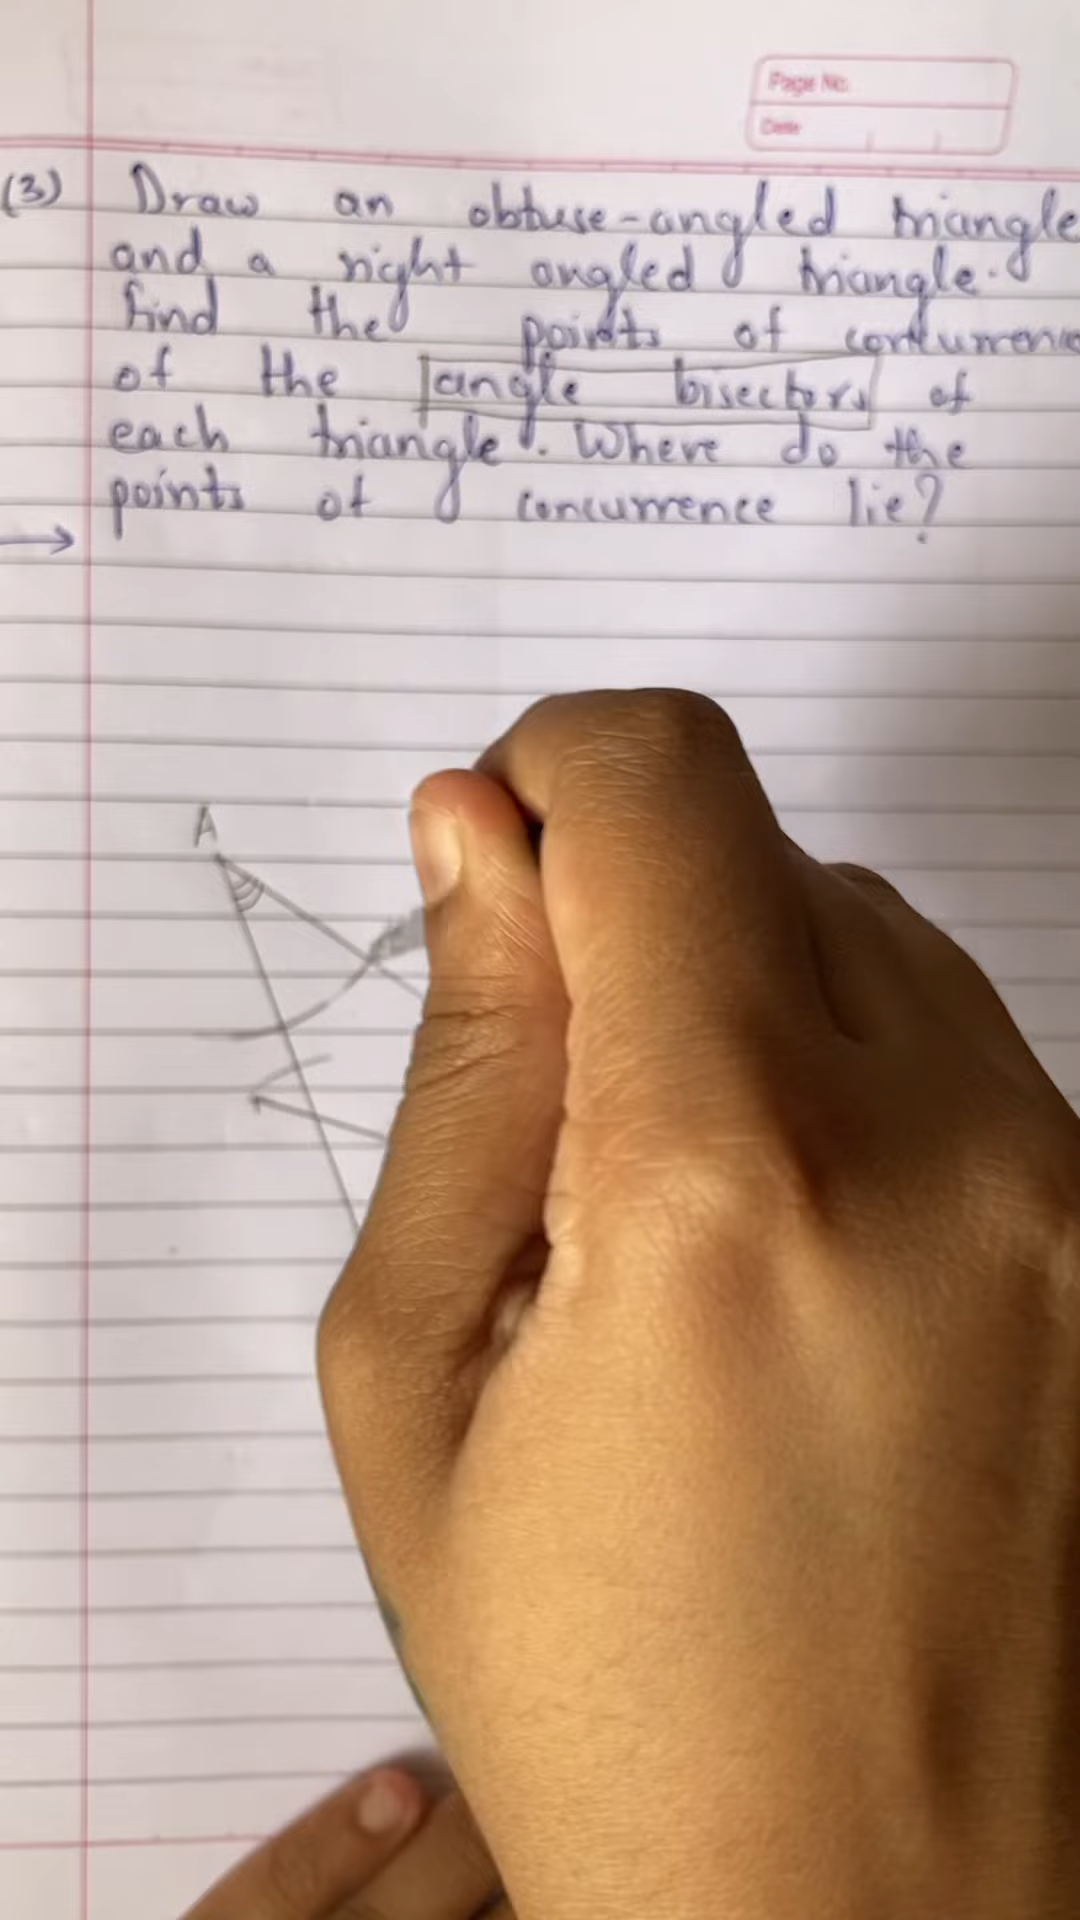 Page No.
Date
(3) Draw an obtuse-angled triangle
and a right angled triangle.
Find the points of concurrenc
of the angle bisectors of
each triangle. Where do the
points of concurrence lie?
A